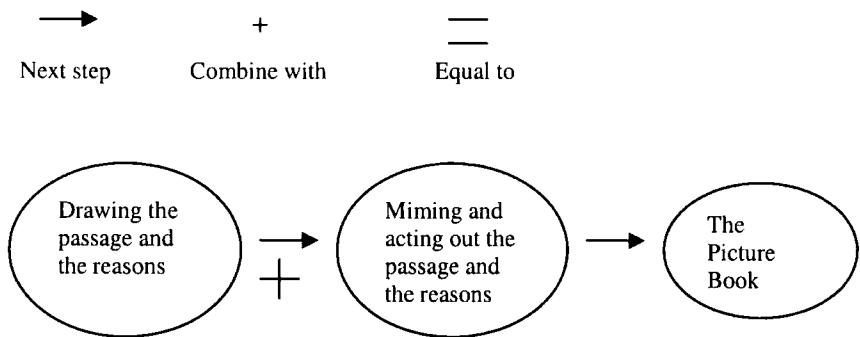 +
Next step Combine with Equal to
Drawing the
passage and
the reasons
+
Miming and
acting out the
passage and
the reasons
The
Picture
Book